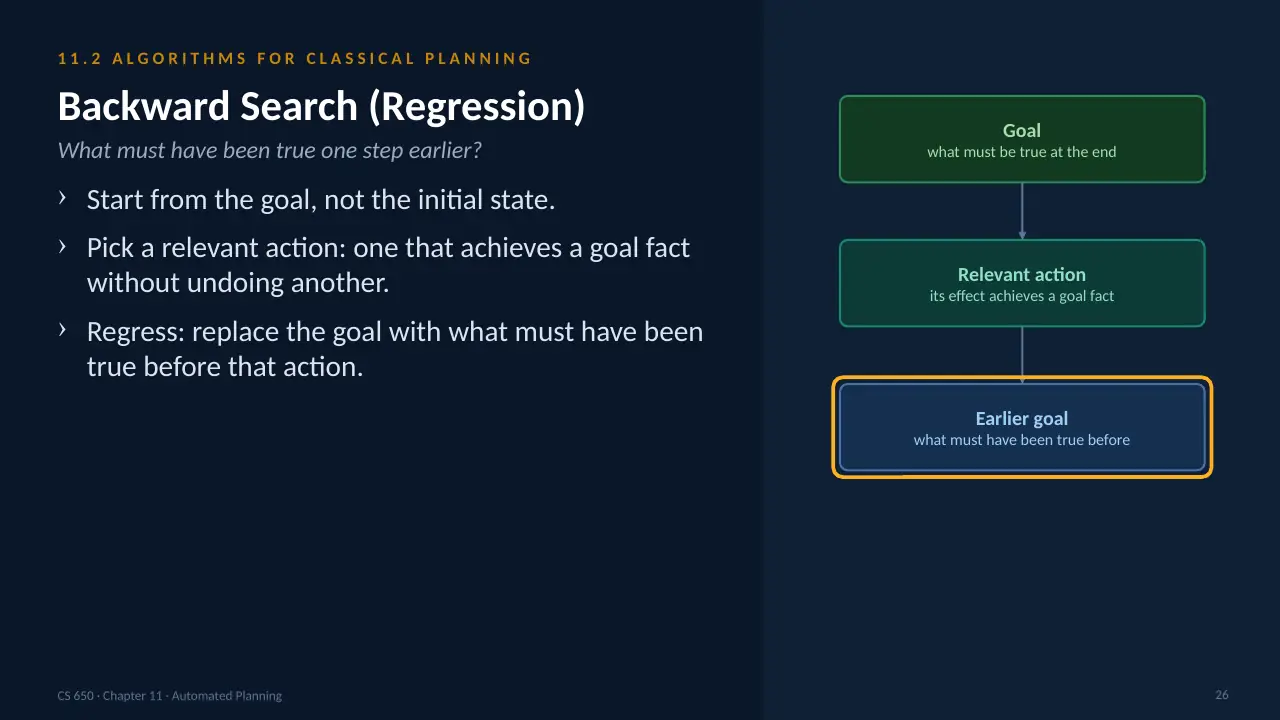 11.2 ALGORITHMS FOR CLASSICAL PLANNING
Backward Search (Regression)
What must have been true one step earlier?
› Start from the goal, not the initial state.
› Pick a relevant action: one that achieves a goal fact
without undoing another.
› Regress: replace the goal with what must have been
true before that action.
Goal
what must be true at the end
Relevant action
its effect achieves a goal fact
Earlier goal
what must have been true before
CS 650 · Chapter 11 · Automated Planning
26